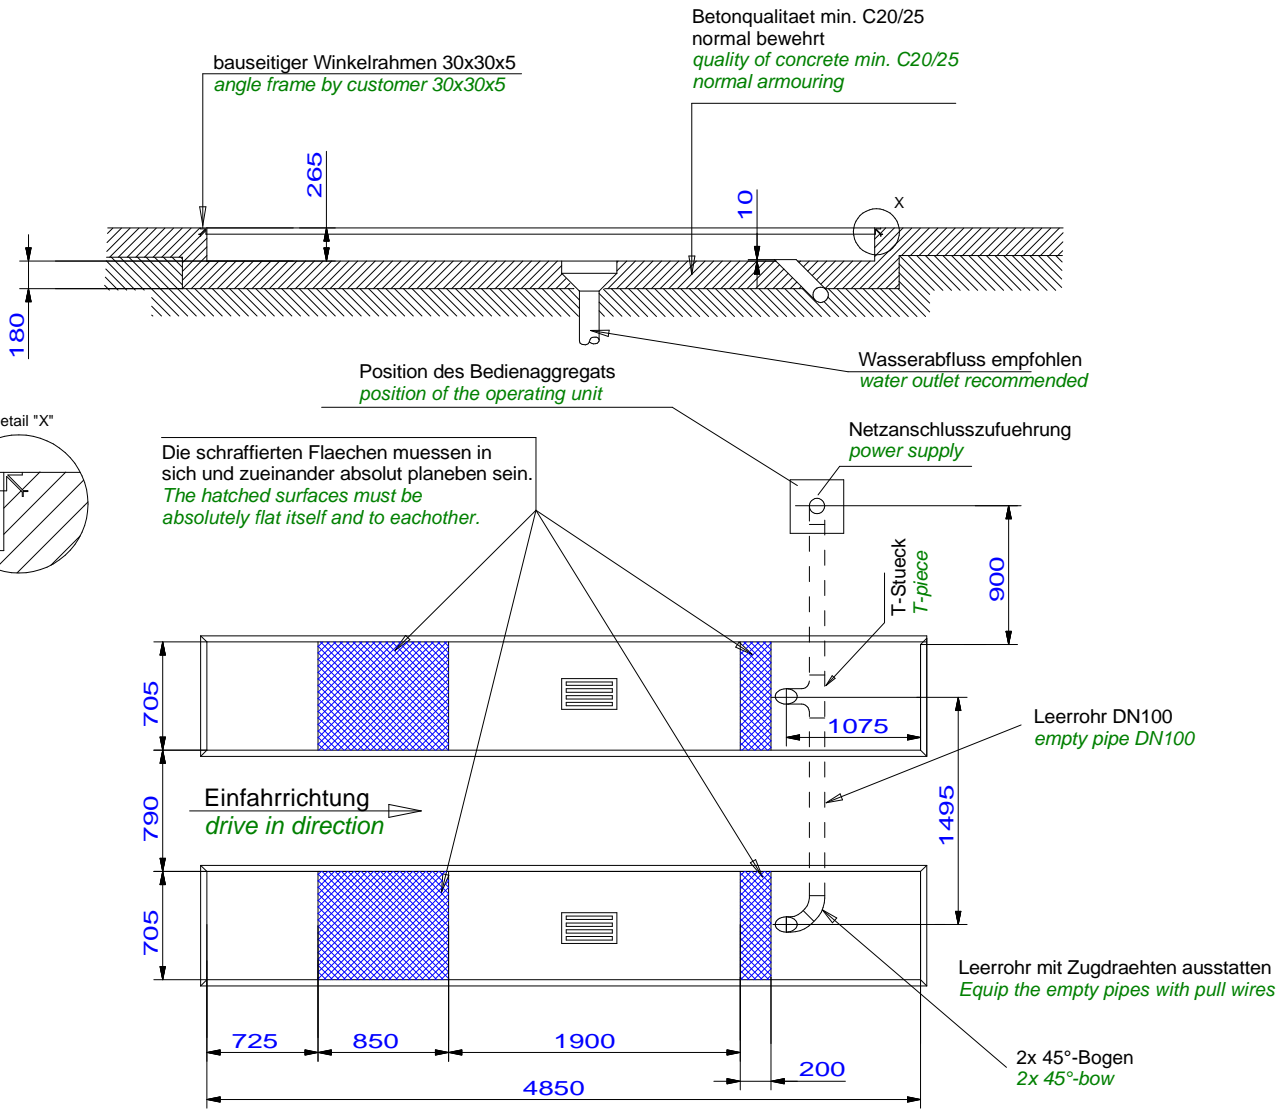 Betonqualitaet min. C20/25
normal bewehrt
quality of concrete min. C20/25
normal armouring
bauseitiger Winkelrahmen 30x30x5
angle frame by customer 30x30x5
265
10
X
180
Wasserabfluss empfohlen
water outlet recommended
Position des Bedienaggregats
position of the operating unit
etail "X"
Netzanschlusszufuehrung
power supply
Die schraffierten Flaechen muessen in
sich und zueinander absolut planeben sein.
The hatched surfaces must be
absolutely flat itself and to eachother.
T-Stueck
T-piece
900
705
1075
Leerrohr DN100
empty pipe DN100
790
Einfahrrichtung
drive in direction
1495
705
Leerrohr mit Zugdraehten ausstatten
Equip the empty pipes with pull wires
725
850
1900
200
4850
2x 45°-Bogen
2x 45°-bow